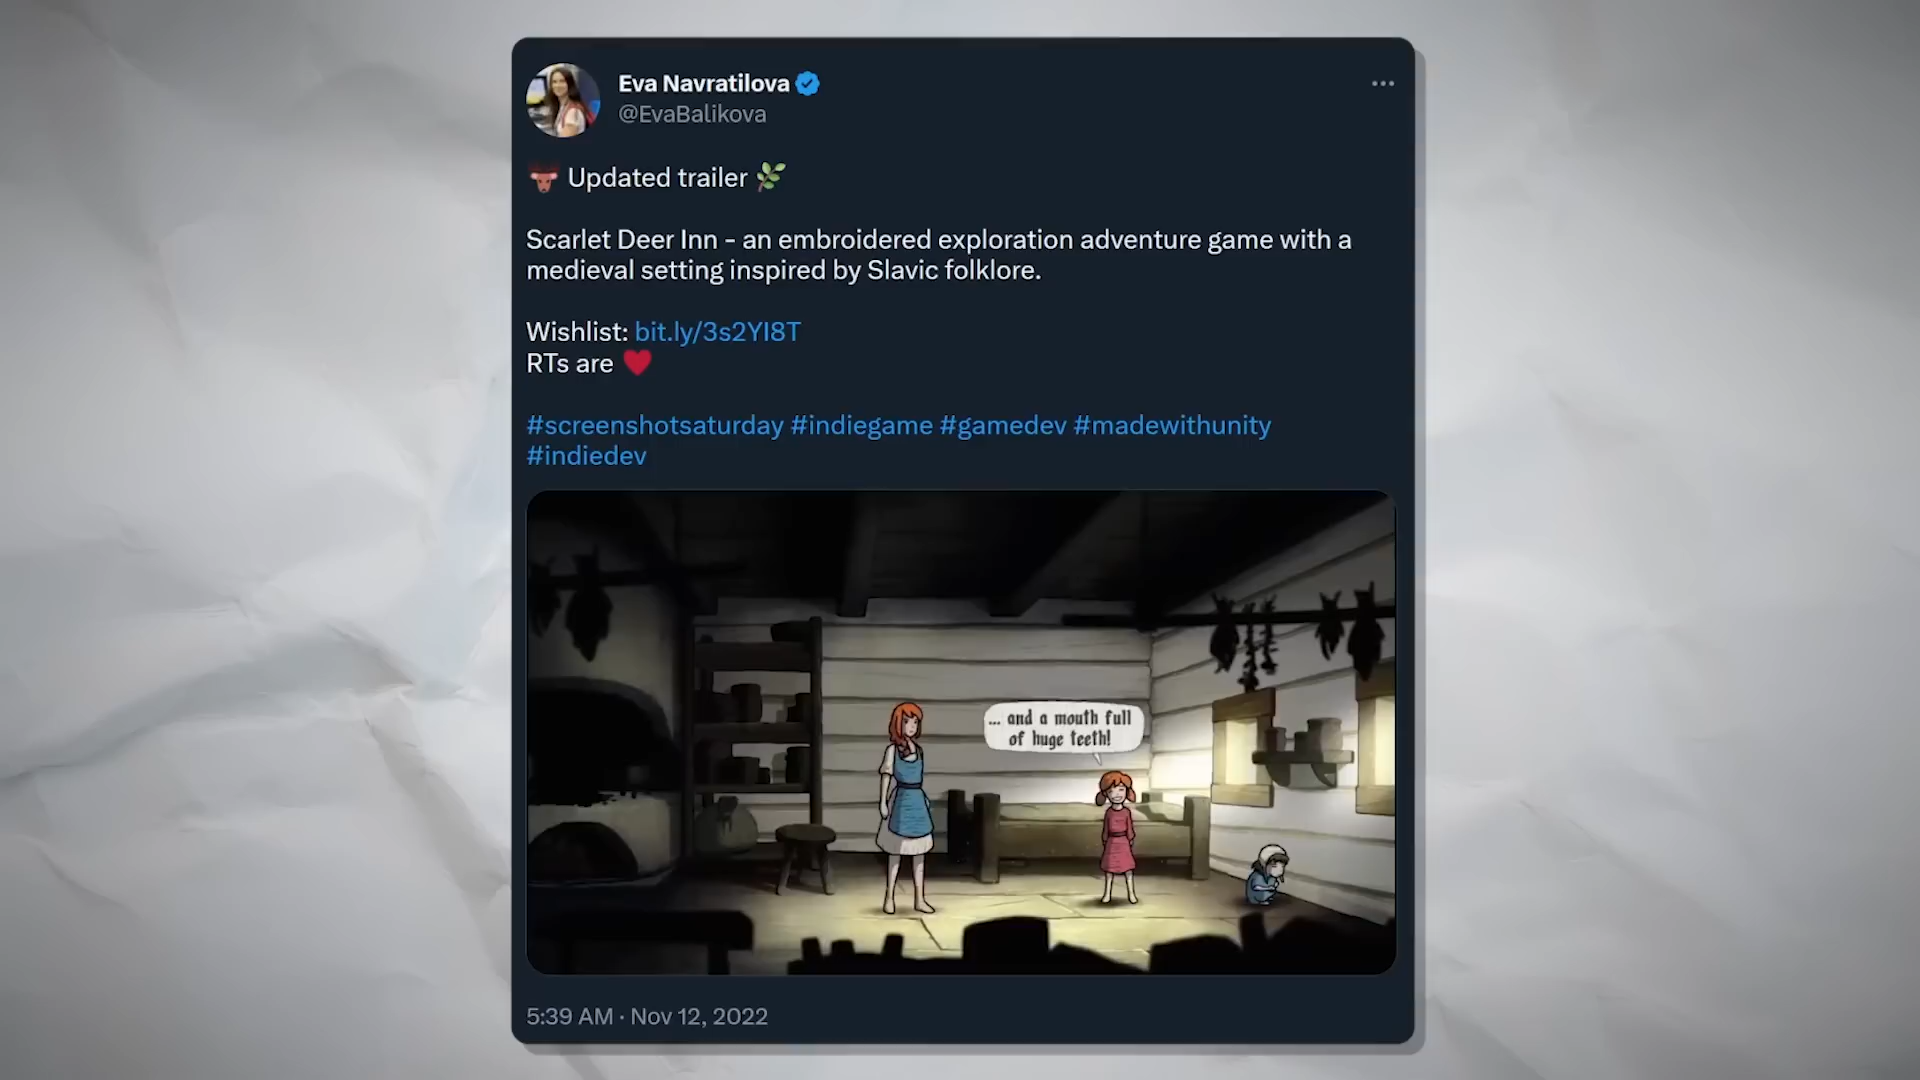 Eva Navratilova
@EvaBalikova
Updated trailer
Scarlet Deer Inn - an embroidered exploration adventure game with a
medieval setting inspired by Slavic folklore.
Wishlist: bit.ly/3s2YI8T
RTs are
#screenshotsaturday #indiegame #gamedev #madewithunity
#indiedev
... and a mouth full
of huge teeth!
5:39 AM · Nov 12, 2022